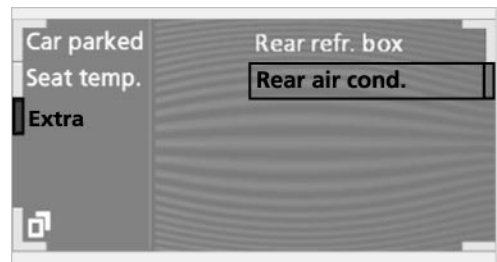 Car parked
Seat temp.
Extra
Rear refr. box
Rear air cond.